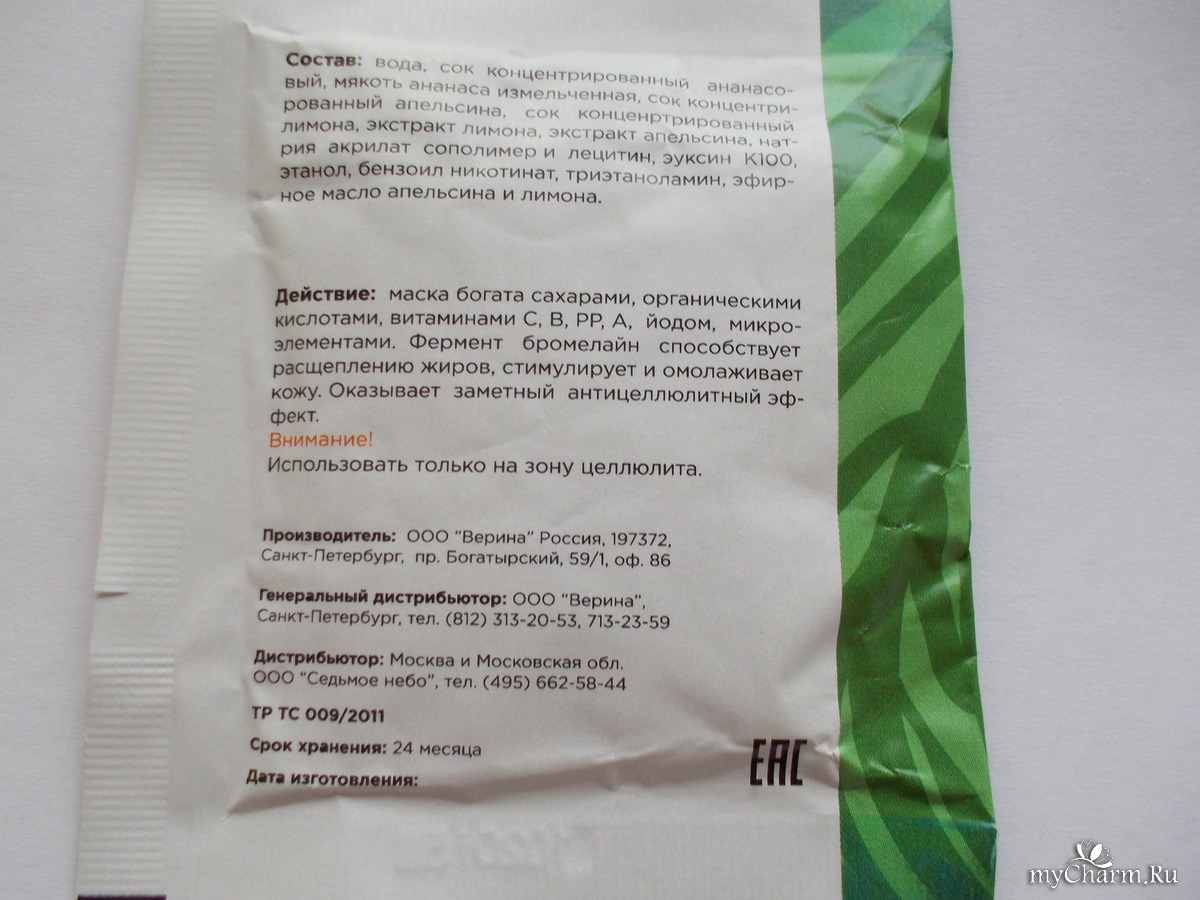 Состав: вода, сок концентрированный ананасо-
вый, мякоть ананаса измельченная, сок концентри-
рованный апельсина, сок конценртрированный
лимона, экстракт лимона, экстракт апельсина, нат-
рия акрилат сополимер и лецитин, эуксин К100,
этанол, бензоил никотинат, триэтаноламин, эфир-
ное масло апельсина и лимона.
Действие: маска богата сахарами, органическими
кислотами, витаминами С, В, РР, А, йодом, микро-
элементами. Фермент бромелайн способствует
расщеплению жиров, стимулирует и омолаживает
кожу. Оказывает заметный антицеллюлитный эф-
фект.
Внимание!
Использовать только на зону целлюлита.
Производитель: ООО "Верина" Россия, 197372,
Санкт-Петербург, пр. Богатырский, 59/1, оф. 86
Генеральный дистрибьютор: ООО "Верина",
Санкт-Петербург, тел. (812) 313-20-53, 713-23-59
Дистрибьютор: Москва и Московская обл.
ООО "Седьмое небо", тел. (495) 662-58-44
ТР ТС 009/2011
Срок хранения: 24 месяца
Дата изготовления:
ЕАС
myCharm.Ru